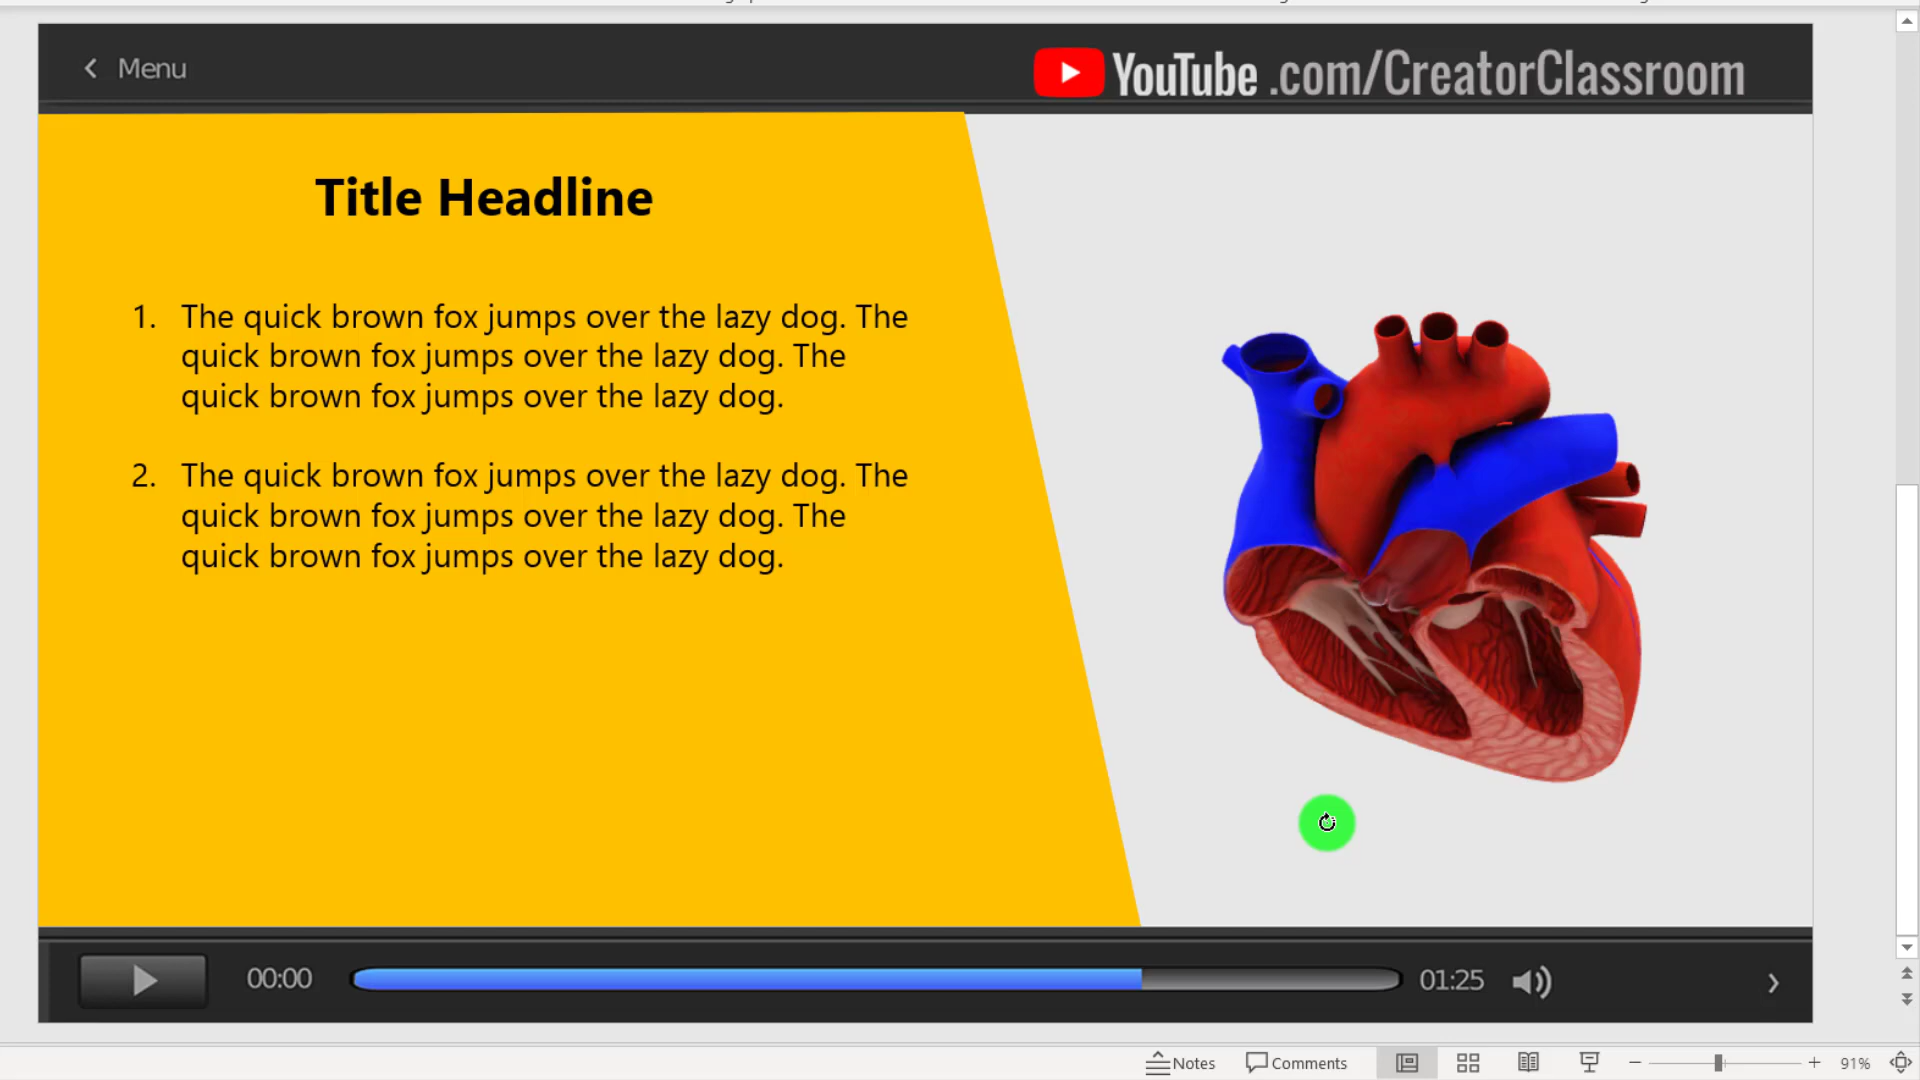 Menu
YouTube .com/CreatorClassroom
Title Headline
1. The quick brown fox jumps over the lazy dog. The
quick brown fox jumps over the lazy dog. The
quick brown fox jumps over the lazy dog.
2. The quick brown fox jumps over the lazy dog. The
quick brown fox jumps over the lazy dog. The
quick brown fox jumps over the lazy dog.
00:00
01:25
Notes
Comments
91%